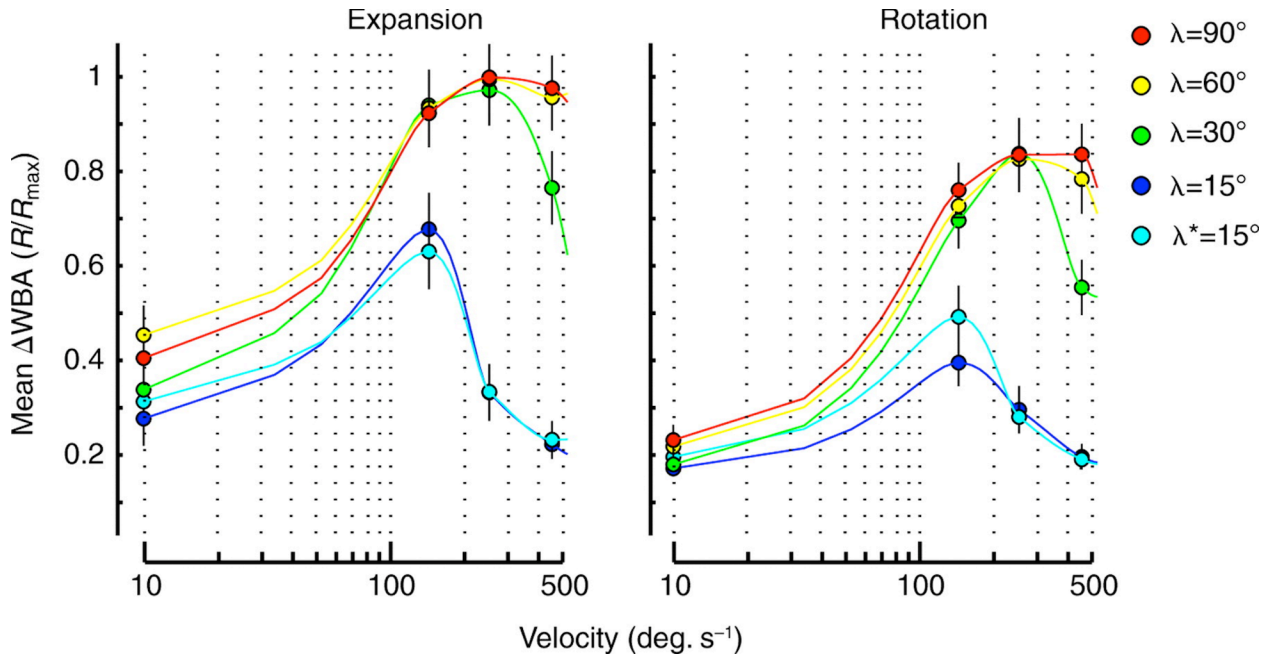 Expansion
Rotation
λ=90°
λ=60°
λ=30°
λ=15°
λ*=15°
Mean ΔWBA (R/Rmax)
1
0.8
0.6
0.4
0.2
10
100
500
10
100
500
Velocity (deg. s⁻¹)